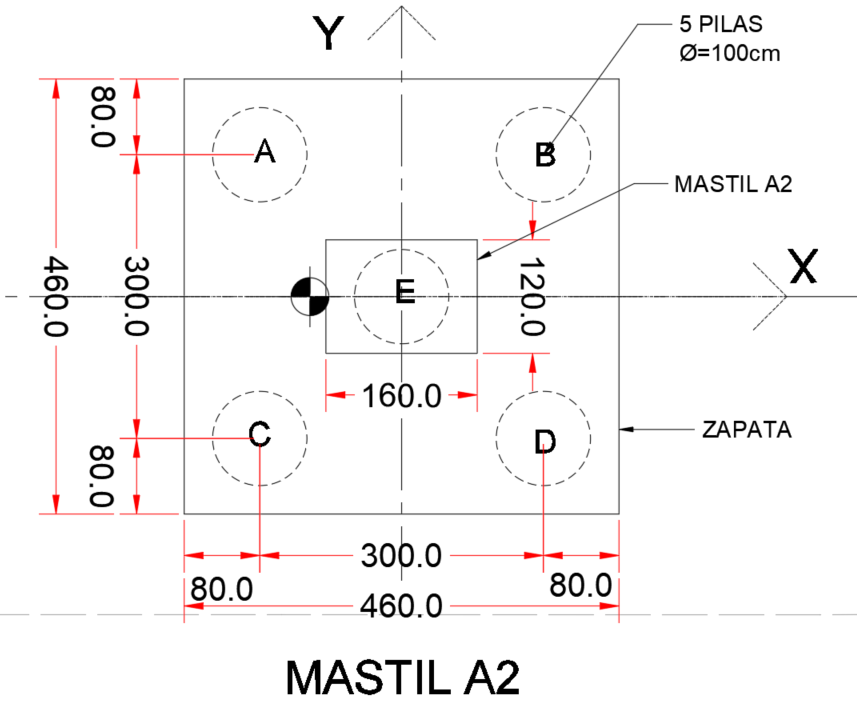 Y
5 PILAS
Ø=100cm
80.0
A
B
MASTIL A2
X
460.0
300.0
E
120.0
160.0
C
D
ZAPATA
80.0
300.0
80.0
80.0
460.0
MASTIL A2